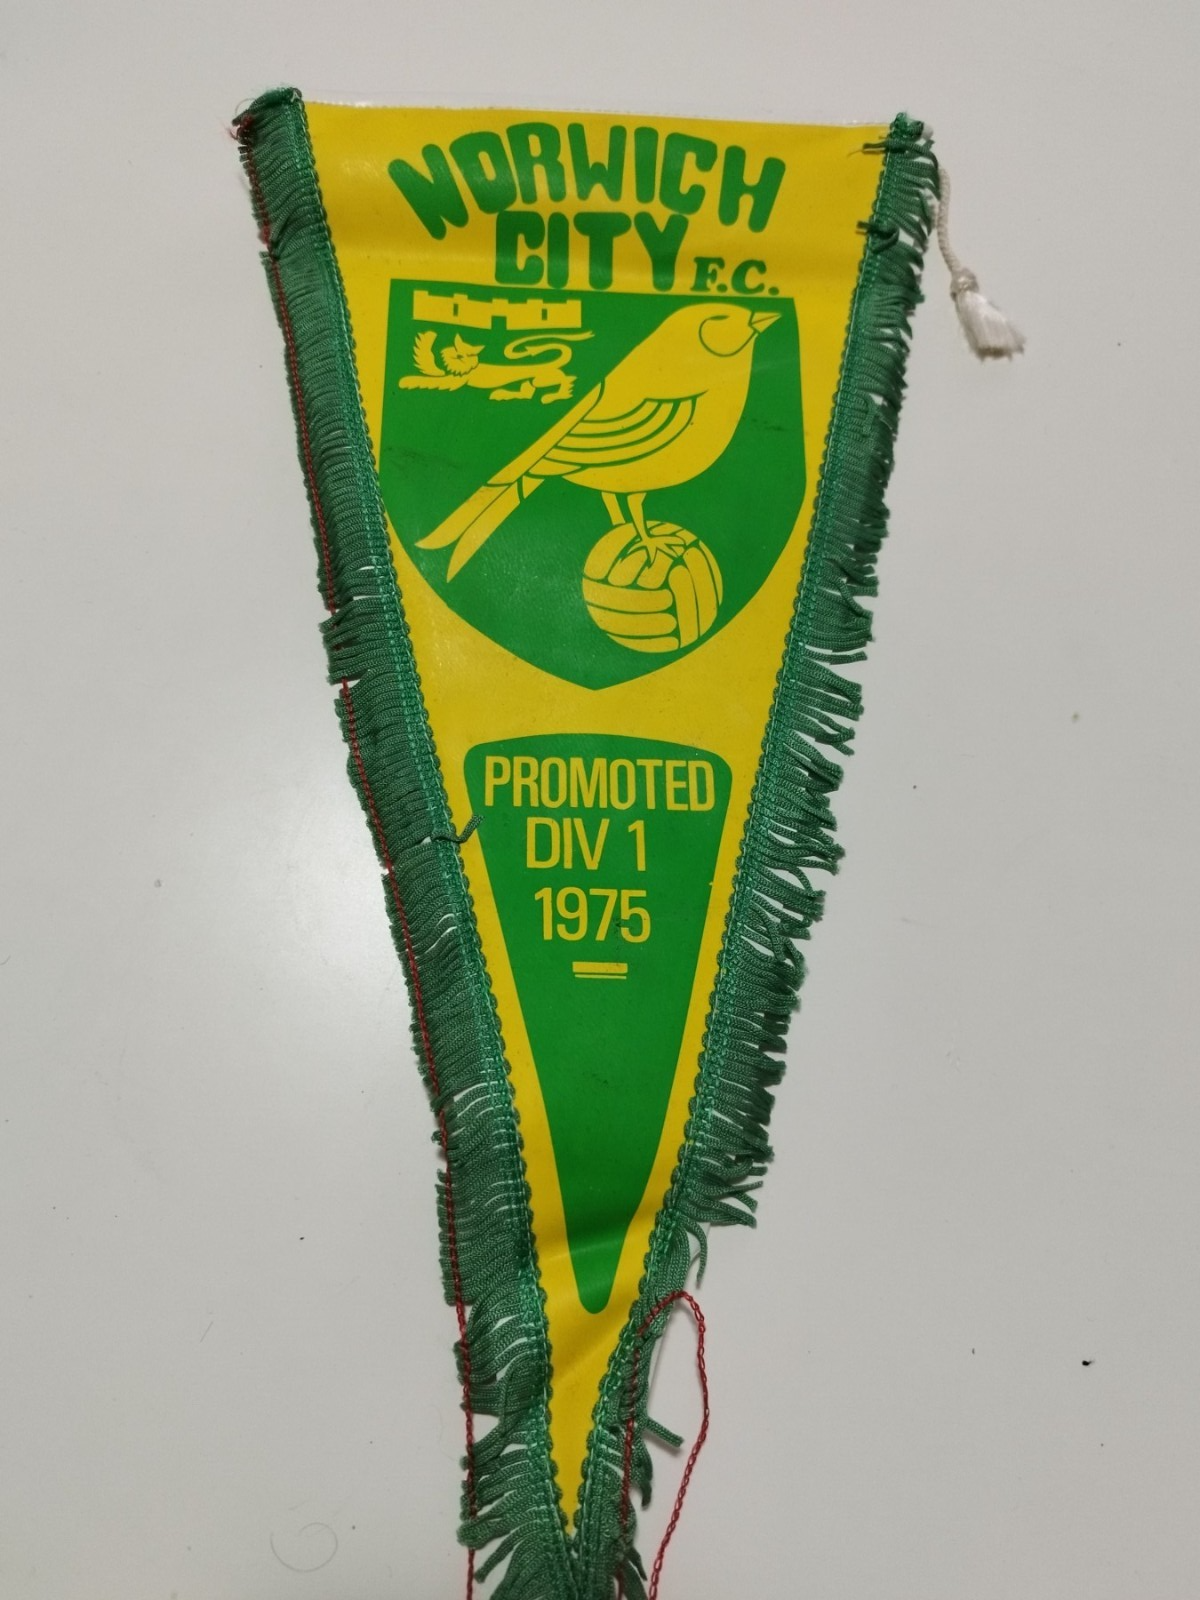 NORWICH
CITY F.C.
PROMOTED
DIV 1
1975